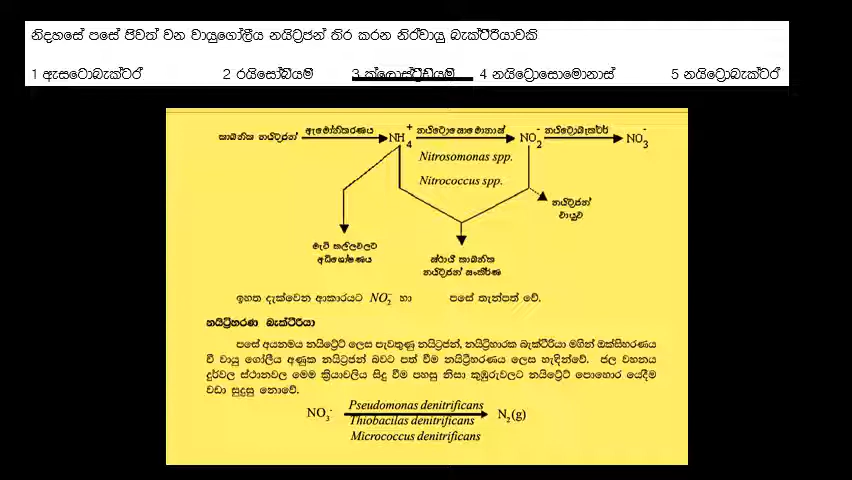 නිදහසේ පසේ ජීවත් වන වායුගෝලීය නයිට්‍රජන් තිර කරන නිර්වායු බැක්ටීරියාවකි
1 ඇසටොබැක්ටර් 2 රයිසෝබියම් 3 ක්ලොස්ට්‍රීඩියම් 4 නයිට්‍රොසොමොනාස් 5 නයිට්‍රොබැක්ටර්
කාබනික නයිට්‍රජන් ඇමෝනිකරණය NH4+ නයිට්‍රොසොමොනාස් NO2- නයිට්‍රොබැක්ටර් NO3-
Nitrosomonas spp.
Nitrococcus spp.
නයිට්‍රජන්
වායුව
මැටි කලිලවලට
අධිශෝෂණය
ස්ථායී කාබනික
නයිට්‍රජන් සංකීර්ණ
ඉහත දැක්වෙන ආකාරයට NO2- හා පසේ තැන්පත් වේ.
නයිට්‍රිහරණ බැක්ටීරියා
පසේ අයනමය නයිට්‍රේට් ලෙස පැවතුණු නයිට්‍රජන්, නයිට්‍රිහාරක බැක්ටීරියා මගින් ඔක්සිහරණය
වී වායු ගෝලීය අණුක නයිට්‍රජන් බවට පත් වීම නයිට්‍රීහරණය ලෙස හැඳින්වේ. ජල වහනය
දුර්වල ස්ථානවල මෙම ක්‍රියාවලිය සිදු වීම පහසු නිසා කුඹුරුවලට නයිට්‍රේට් පොහොර යෙදීම
වඩා සුදුසු නොවේ.
Pseudomonas denitrificans
NO3- Thiobacilas denitrificans N2(g)
Micrococcus denitrificans